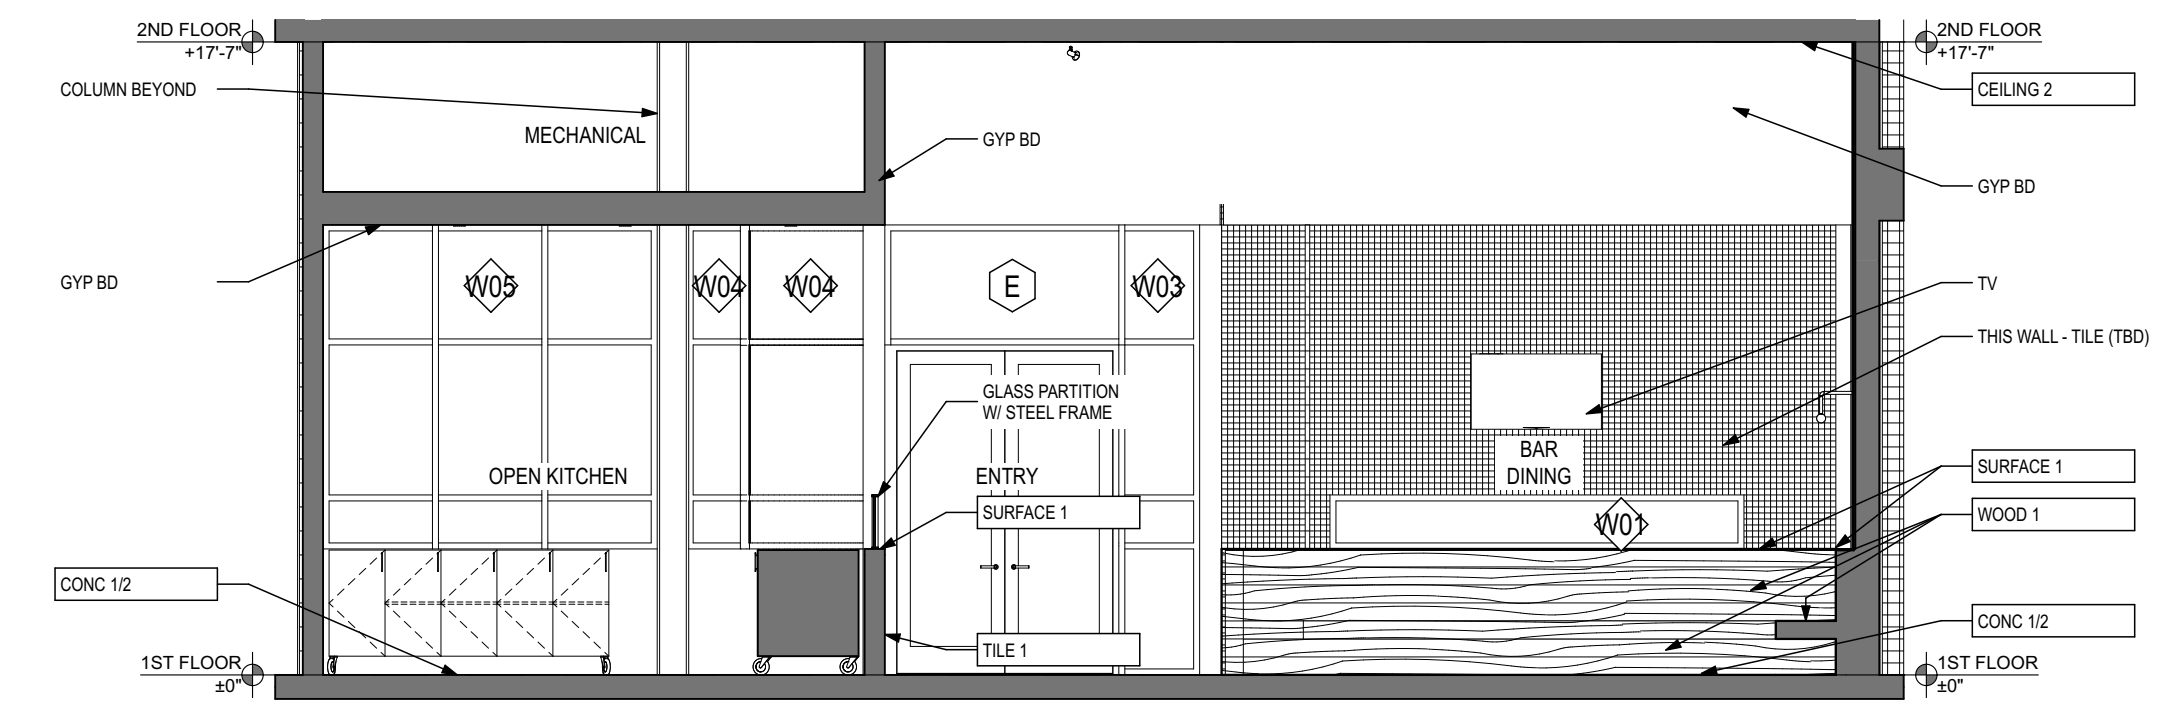 2ND FLOOR
+17'-7"
2ND FLOOR
+17'-7"
COLUMN BEYOND
CEILING 2
MECHANICAL
GYP BD
GYP BD
GYP BD
W05
W04
W04
E
W03
TV
THIS WALL - TILE (TBD)
GLASS PARTITION
W/ STEEL FRAME
BAR
DINING
OPEN KITCHEN
ENTRY
SURFACE 1
SURFACE 1
W01
WOOD 1
CONC 1/2
CONC 1/2
TILE 1
1ST FLOOR
±0"
1ST FLOOR
±0"